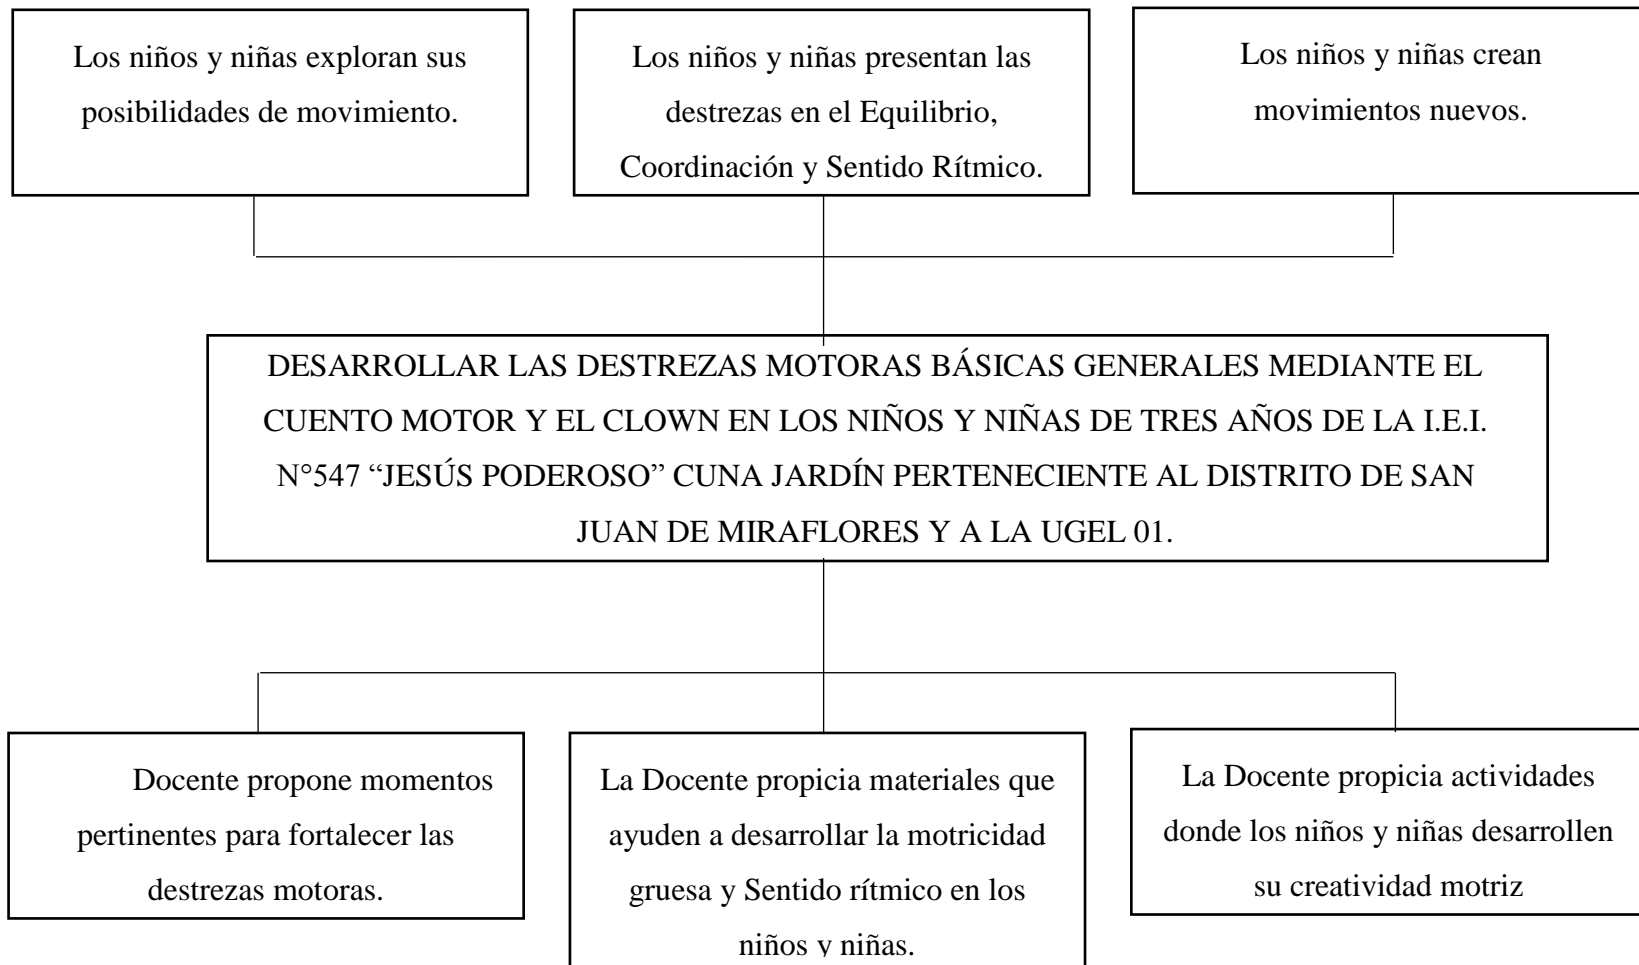 Los niños y niñas exploran sus
posibilidades de movimiento.
Los niños y niñas presentan las
destrezas en el Equilibrio,
Coordinación y Sentido Rítmico.
Los niños y niñas crean
movimientos nuevos.
DESARROLLAR LAS DESTREZAS MOTORAS BÁSICAS GENERALES MEDIANTE EL
CUENTO MOTOR Y EL CLOWN EN LOS NIÑOS Y NIÑAS DE TRES AÑOS DE LA I.E.I.
N°547 “JESÚS PODEROSO” CUNA JARDÍN PERTENECIENTE AL DISTRITO DE SAN
JUAN DE MIRAFLORES Y A LA UGEL 01.
Docente propone momentos
pertinentes para fortalecer las
destrezas motoras.
La Docente propicia materiales que
ayuden a desarrollar la motricidad
gruesa y Sentido rítmico en los
niños y niñas.
La Docente propicia actividades
donde los niños y niñas desarrollen
su creatividad motriz